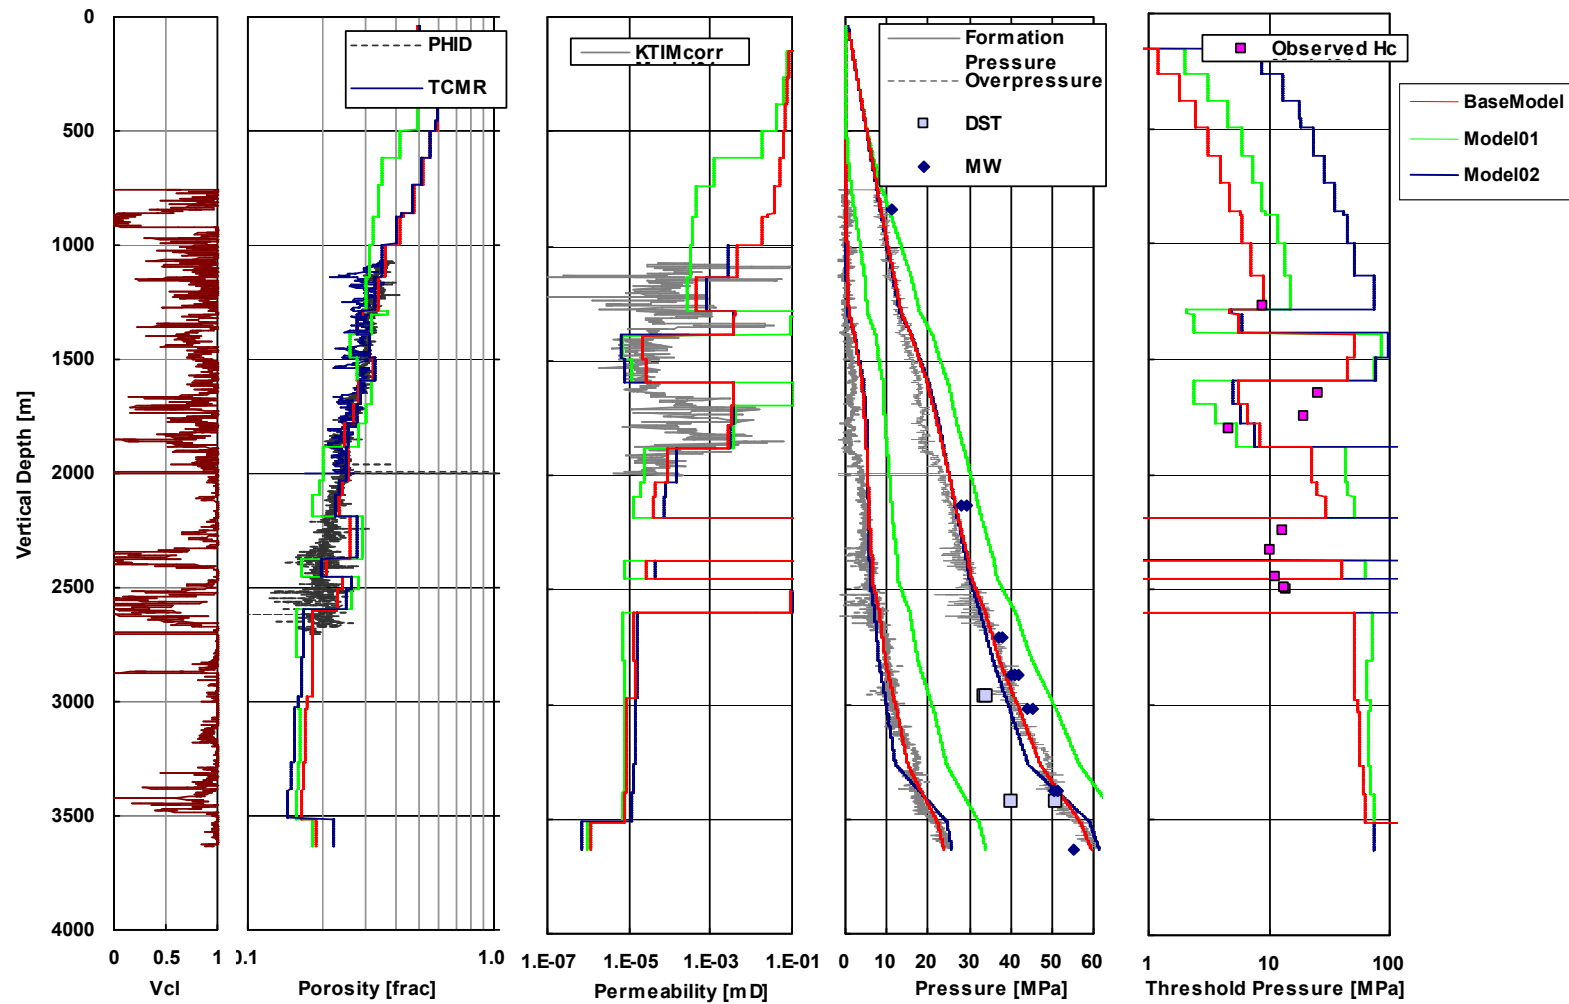 0
500
1000
1500
2000
2500
3000
3500
4000
Vertical Depth [m]
0 0.5 1
Vcl
PHID
TCMR
0.1 1.0
Porosity [frac]
KTIMcorr
1.E-07 1.E-05 1.E-03 1.E-01
Permeability [mD]
Formation
Pressure
Overpressure
DST
MW
0 10 20 30 40 50 60
Pressure [MPa]
Observed Hc
1 10 100
Threshold Pressure [MPa]
BaseModel
Model01
Model02